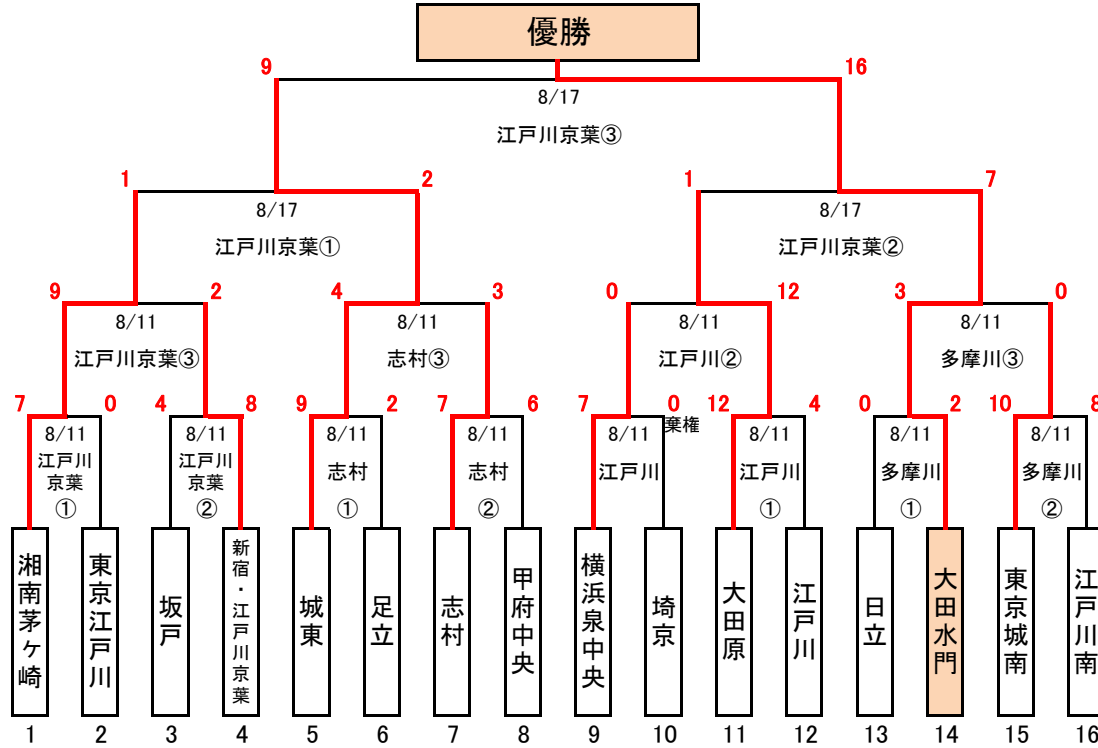 優勝
9 16
8/17
江戸川京葉③
1 2 1 7
8/17 8/17
江戸川京葉① 江戸川京葉②
9 2 4 3 0 12 3 0
8/11 8/11 8/11 8/11
江戸川京葉③ 志村③ 江戸川② 多摩川③
7 0 4 8 9 2 7 6 7 0 12 4 0 2 10 8
棄権
8/11 8/11 8/11 8/11 8/11 8/11 8/11 8/11
江戸川 江戸川 志村 志村 江戸川 江戸川 多摩川 多摩川
京葉 京葉
① ② ① ② ① ① ②
湘南茅ヶ崎
東京江戸川
坂戸
新宿・江戸川京葉
城東
足立
志村
甲府中央
横浜泉中央
埼京
大田原
江戸川
日立
大田水門
東京城南
江戸川南
1 2 3 4 5 6 7 8 9 10 11 12 13 14 15 16